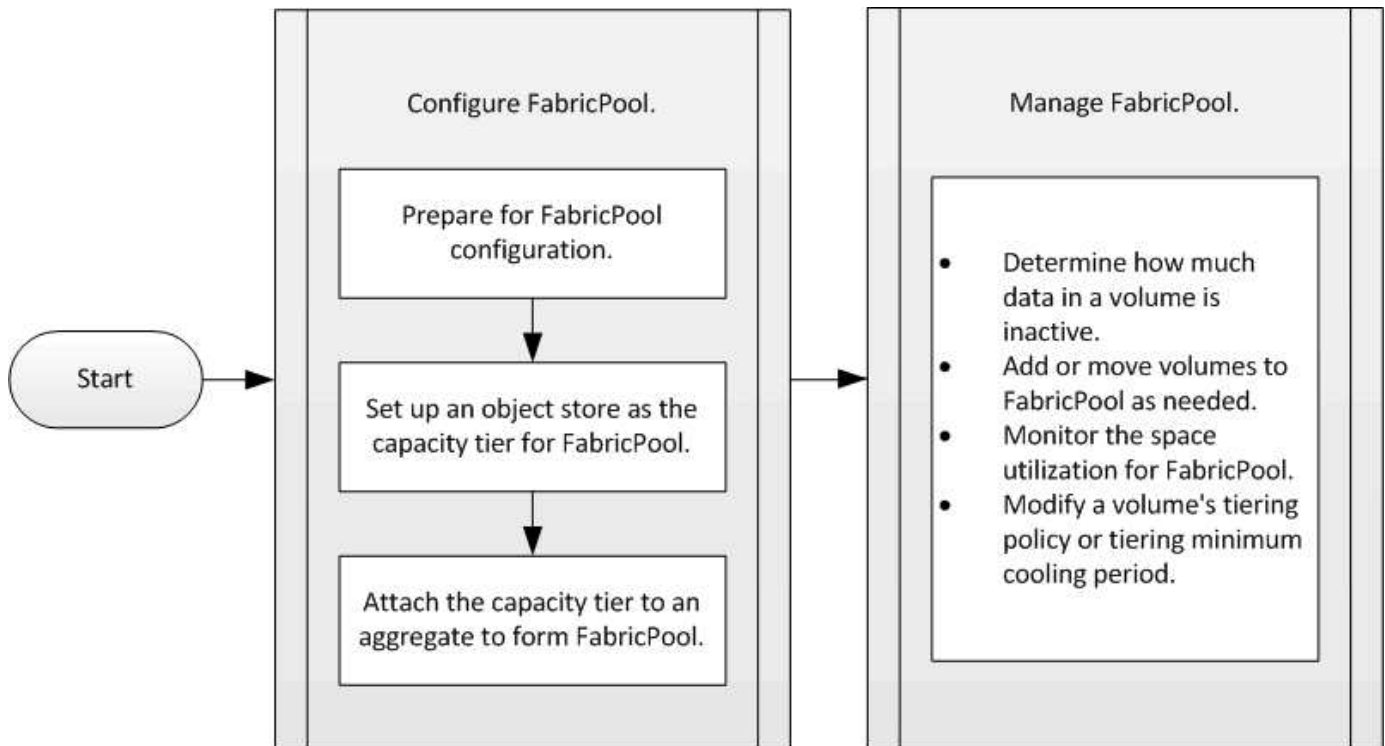 Start
Configure FabricPool.
Prepare for FabricPool
configuration.
Set up an object store as the
capacity tier for FabricPool.
Attach the capacity tier to an
aggregate to form FabricPool.
Manage FabricPool.
• Determine how much
data in a volume is
inactive.
• Add or move volumes to
FabricPool as needed.
• Monitor the space
utilization for FabricPool.
• Modify a volume's tiering
policy or tiering minimum
cooling period.